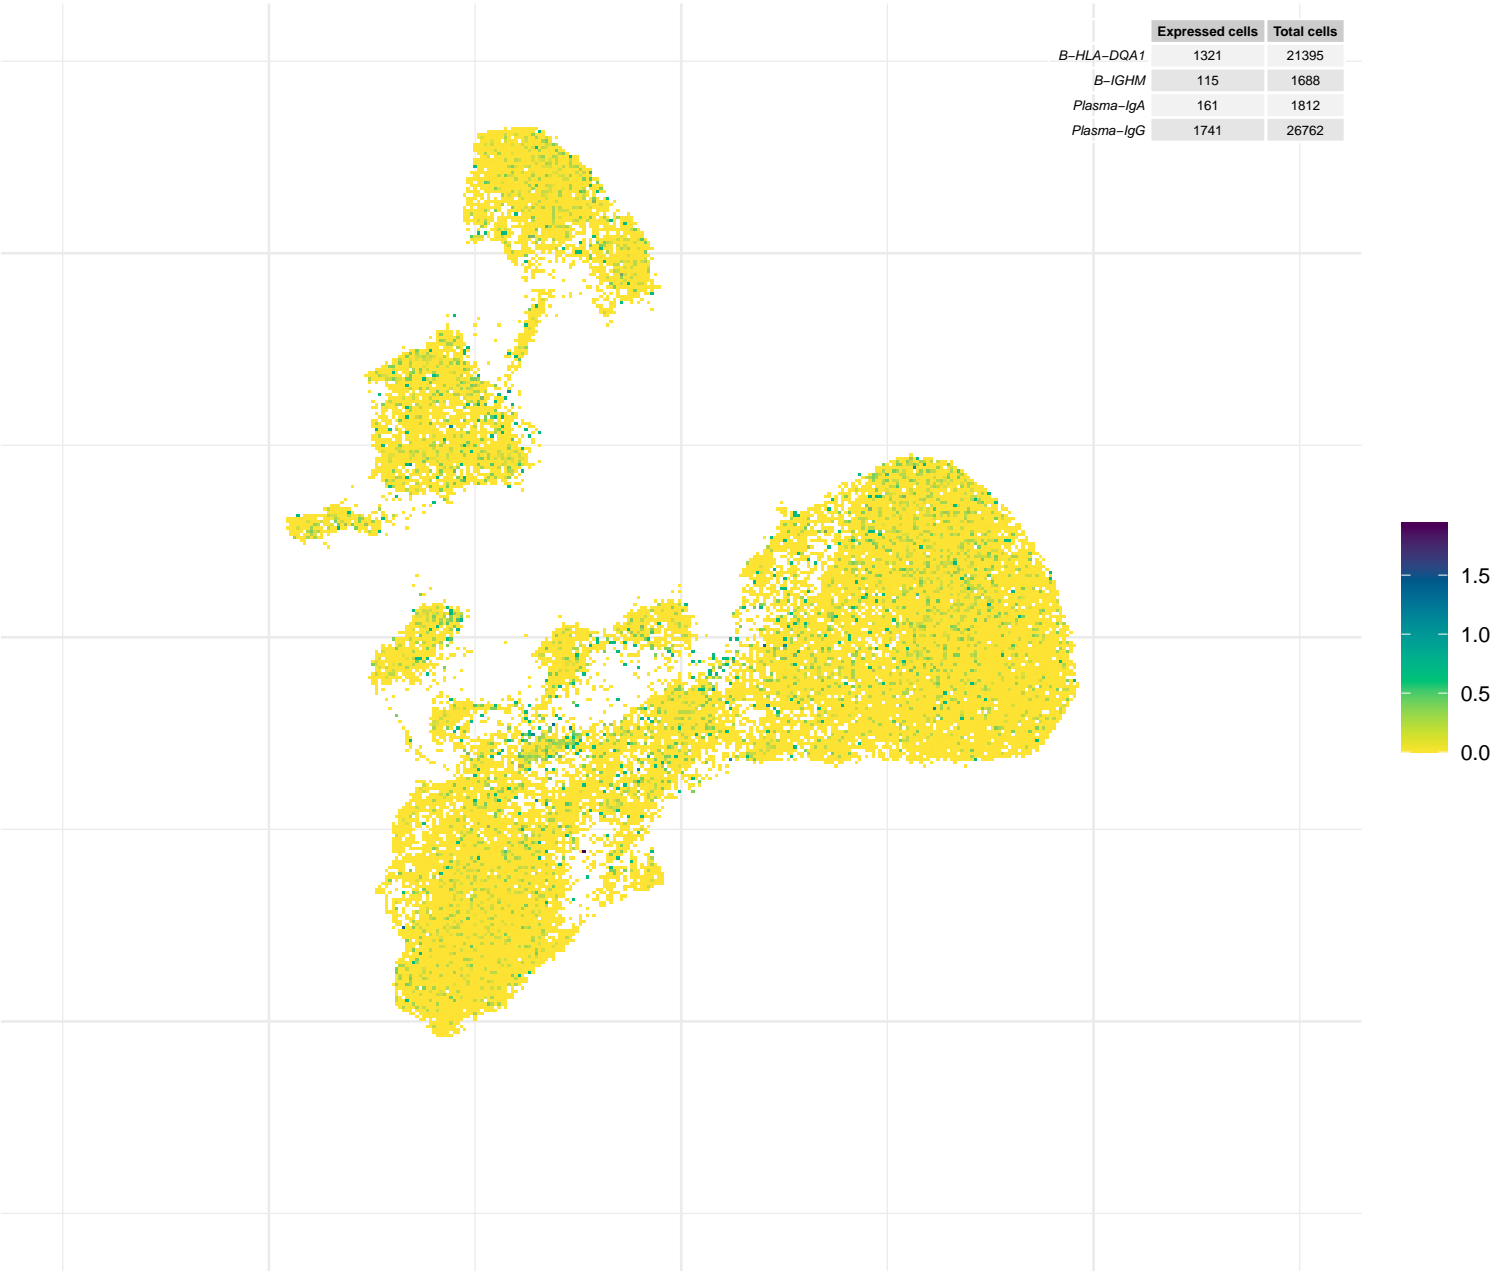 Expressed cells Total cells
B−HLA−DQA1 1321 21395
B−IGHM 115 1688
Plasma−IgA 161 1812
Plasma−IgG 1741 26762
1.5
1.0
0.5
0.0